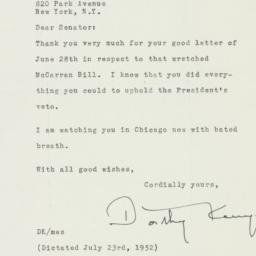 820 Park Avenue
New York, N.Y.
Dear Senator:
Thank you very much for your good letter of
June 28th in respect to that wretched
McCarran Bill. I know that you did every-
thing you could to uphold the President's
veto.
I am watching you in Chicago now with bated
breath.
With all good wishes,
Cordially yours,
Dorothy
DK/mes
(Dictated July 23rd, 1952)